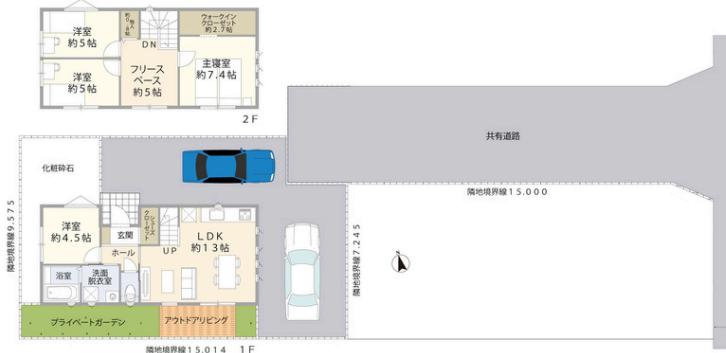 洋室
約5帖
物入
約0.4帖
ウォークイン
クローゼット
約2.7帖
DN
洋室
約5帖
フリース
ペース
約5帖
主寝室
約7.4帖
2F
共有道路
隣地境界線15.000
化粧砕石
隣地境界線9.575
隣地境界線7.245
洋室
約4.5帖
玄関
シューズ
クローゼット
ホール
UP
LDK
約13帖
浴室
洗面
脱衣室
プライベートガーデン
アウトドアリビング
隣地境界線15.014
1F
N